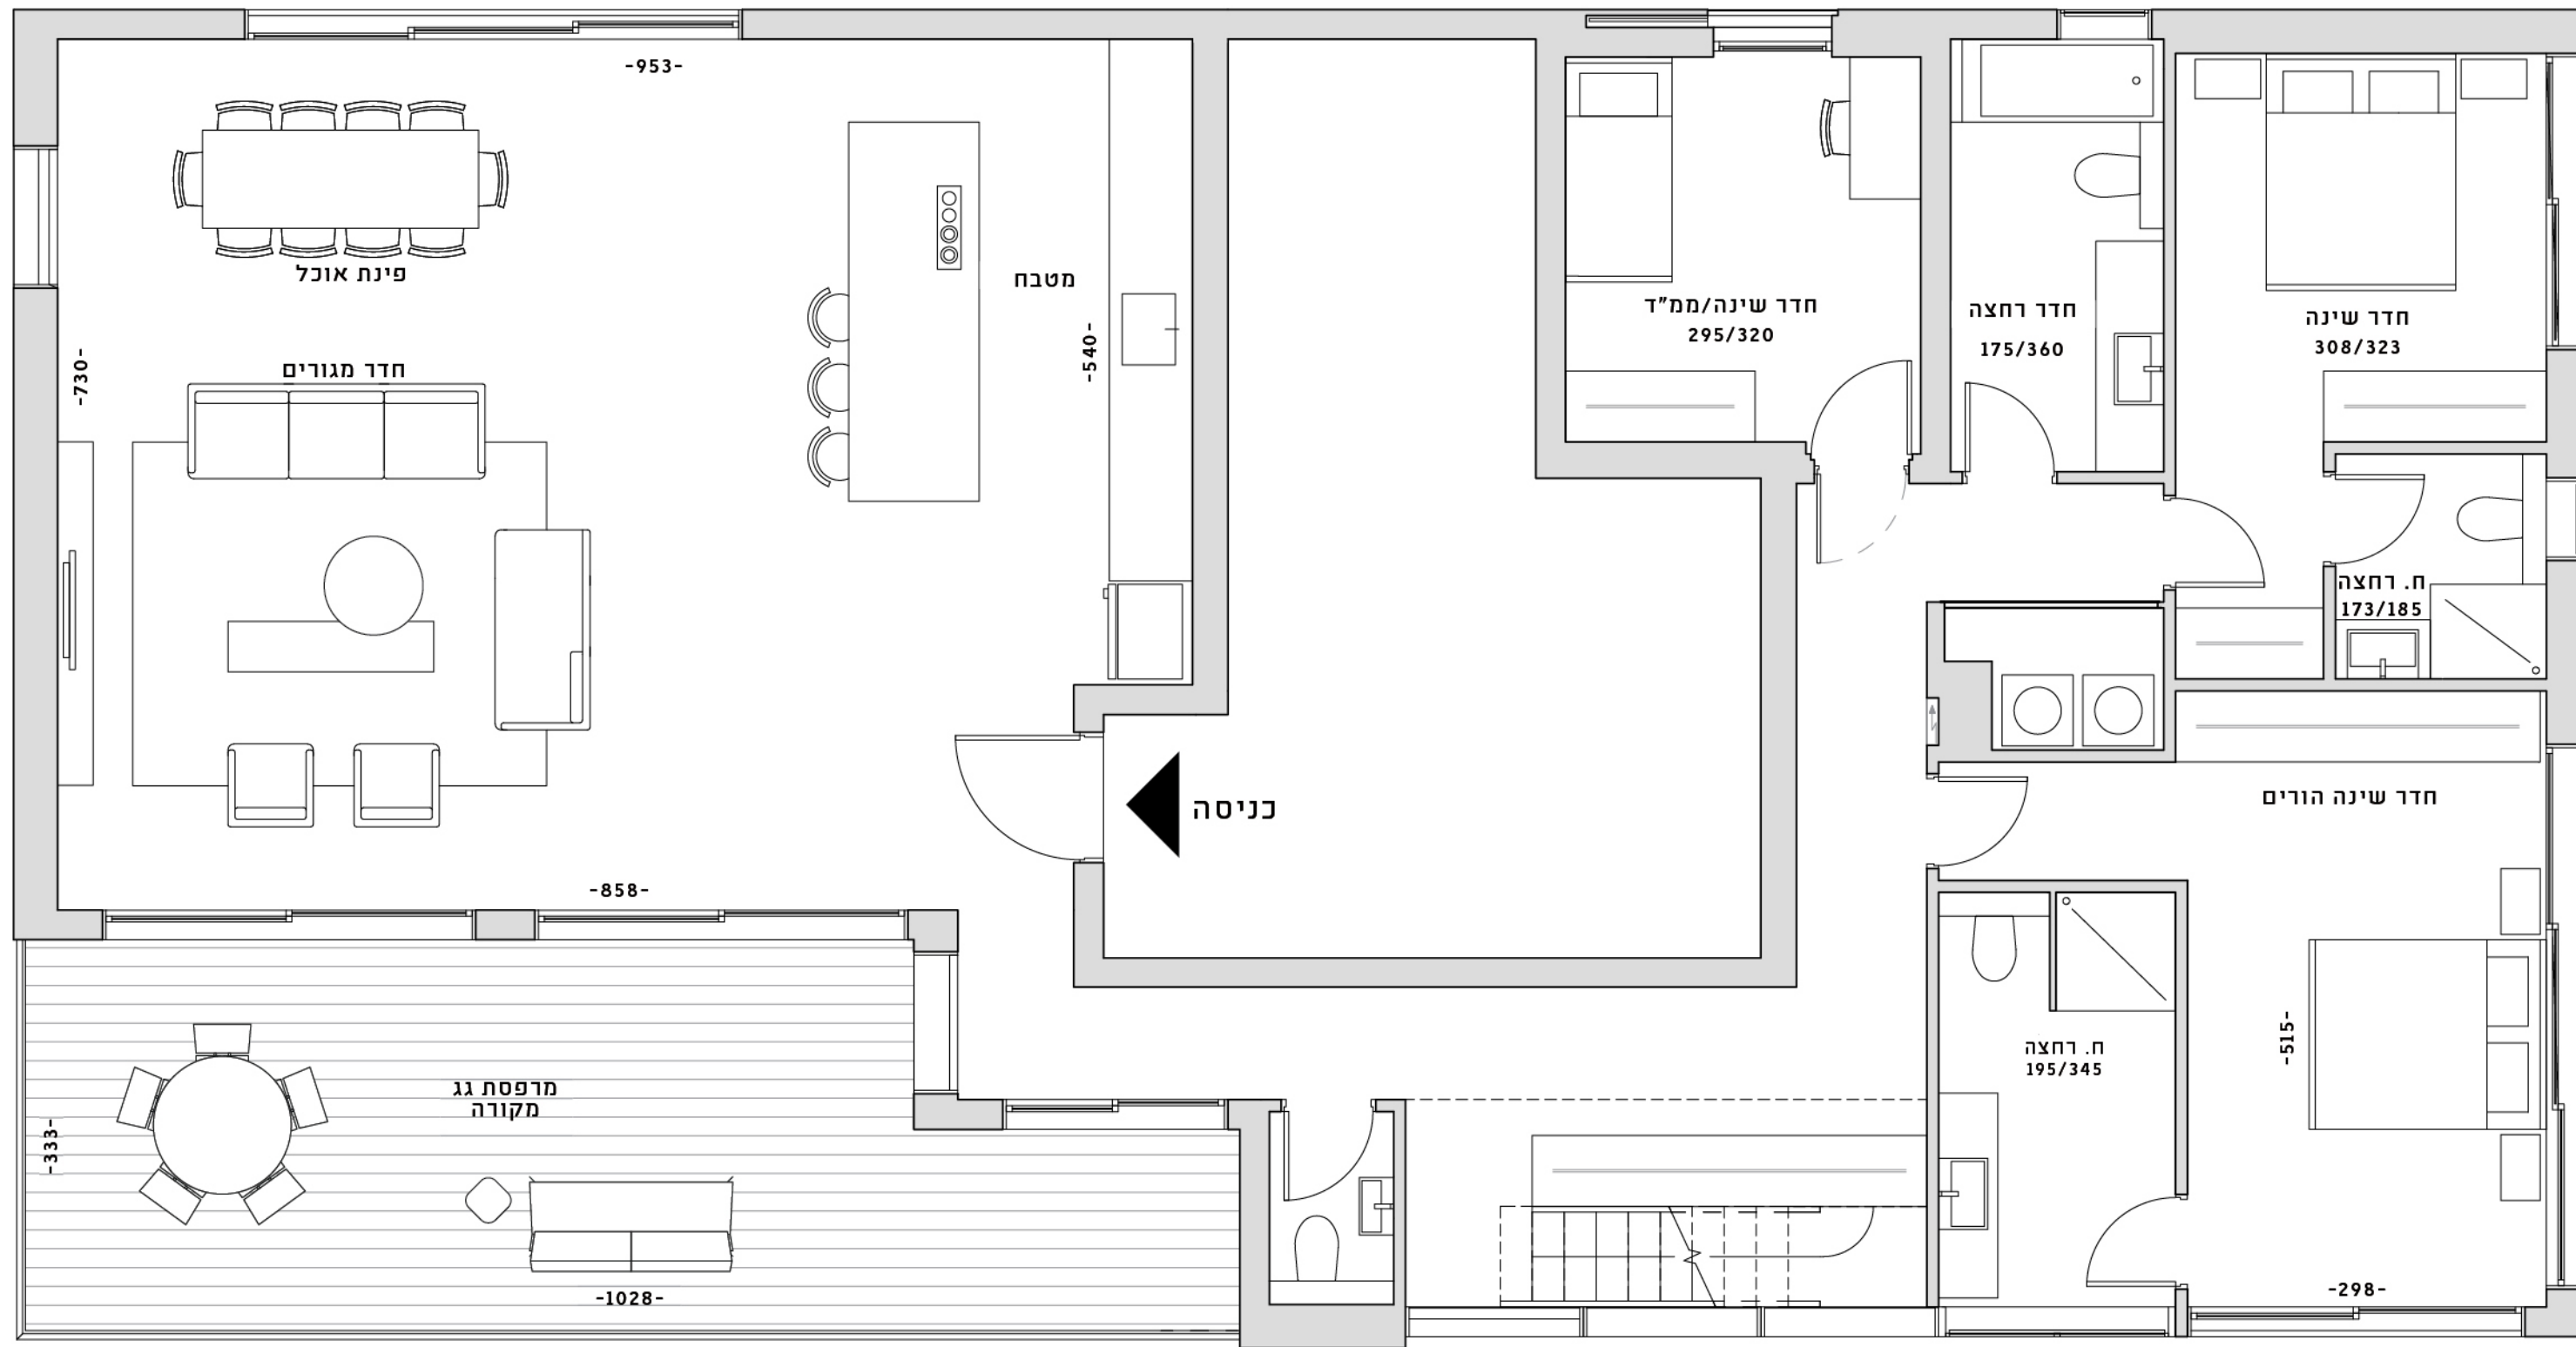 -953-
פינת אוכל
מטבח
-540-
-730-
חדר מגורים
חדר שינה/ממ"ד
295/320
חדר רחצה
175/360
חדר שינה
308/323
ח. רחצה
173/185
כניסה
חדר שינה הורים
-858-
מרפסת גג
מקורה
-333-
-1028-
ח. רחצה
195/345
-515-
-298-